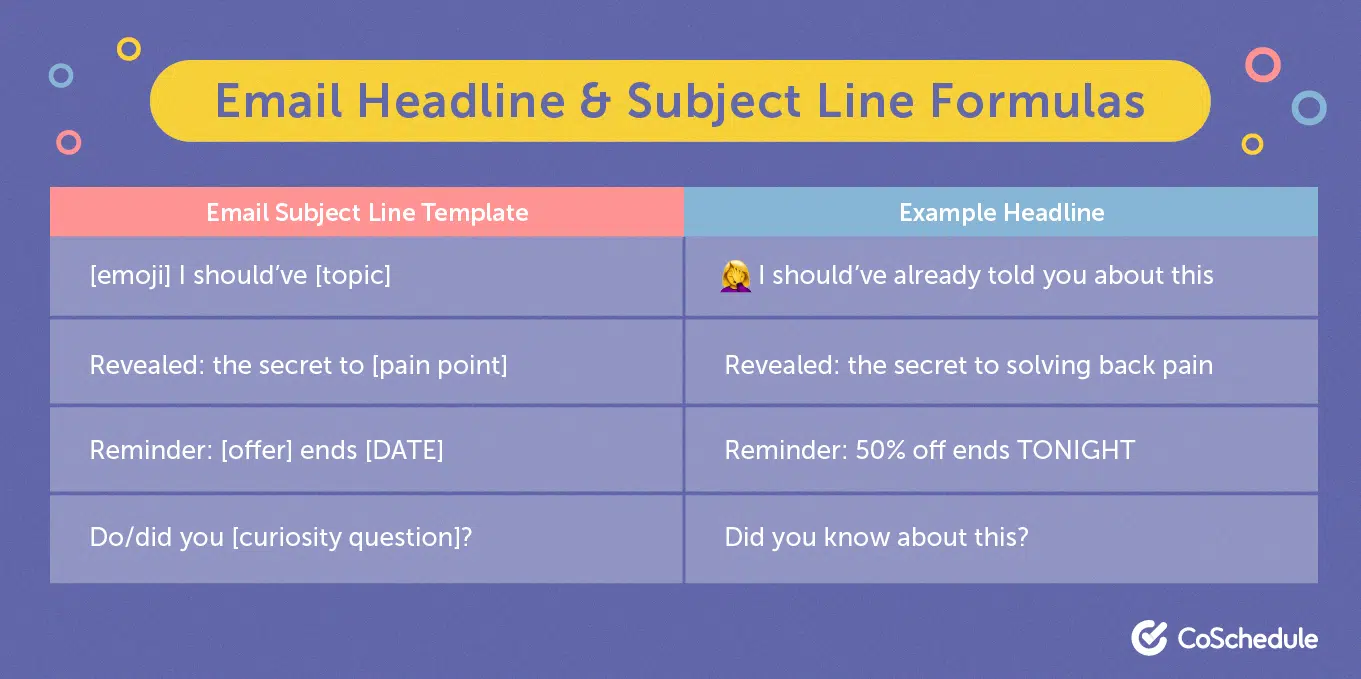 Email Headline & Subject Line Formulas
Email Subject Line Template
Example Headline
[emoji] I should’ve [topic]
🤦‍♀️ I should’ve already told you about this
Revealed: the secret to [pain point]
Revealed: the secret to solving back pain
Reminder: [offer] ends [DATE]
Reminder: 50% off ends TONIGHT
Do/did you [curiosity question]?
Did you know about this?
CoSchedule